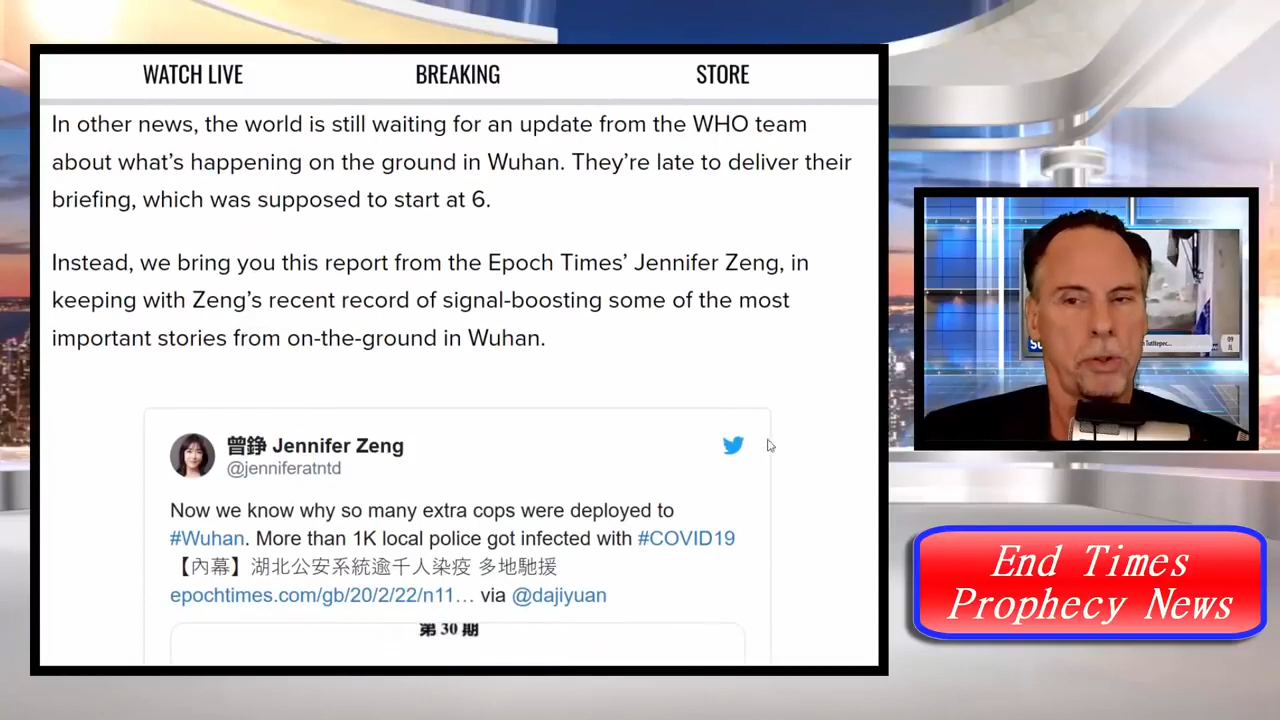 WATCH LIVE BREAKING STORE
In other news, the world is still waiting for an update from the WHO team
about what’s happening on the ground in Wuhan. They’re late to deliver their
briefing, which was supposed to start at 6.
Instead, we bring you this report from the Epoch Times’ Jennifer Zeng, in
keeping with Zeng’s recent record of signal-boosting some of the most
important stories from on-the-ground in Wuhan.
曾錚 Jennifer Zeng
@jenniferatntd
Now we know why so many extra cops were deployed to
#Wuhan. More than 1K local police got infected with #COVID19
【內幕】湖北公安系統逾千人染疫 多地馳援
epochtimes.com/gb/20/2/22/n11… via @dajiyuan
第 30 期
End Times
Prophecy News